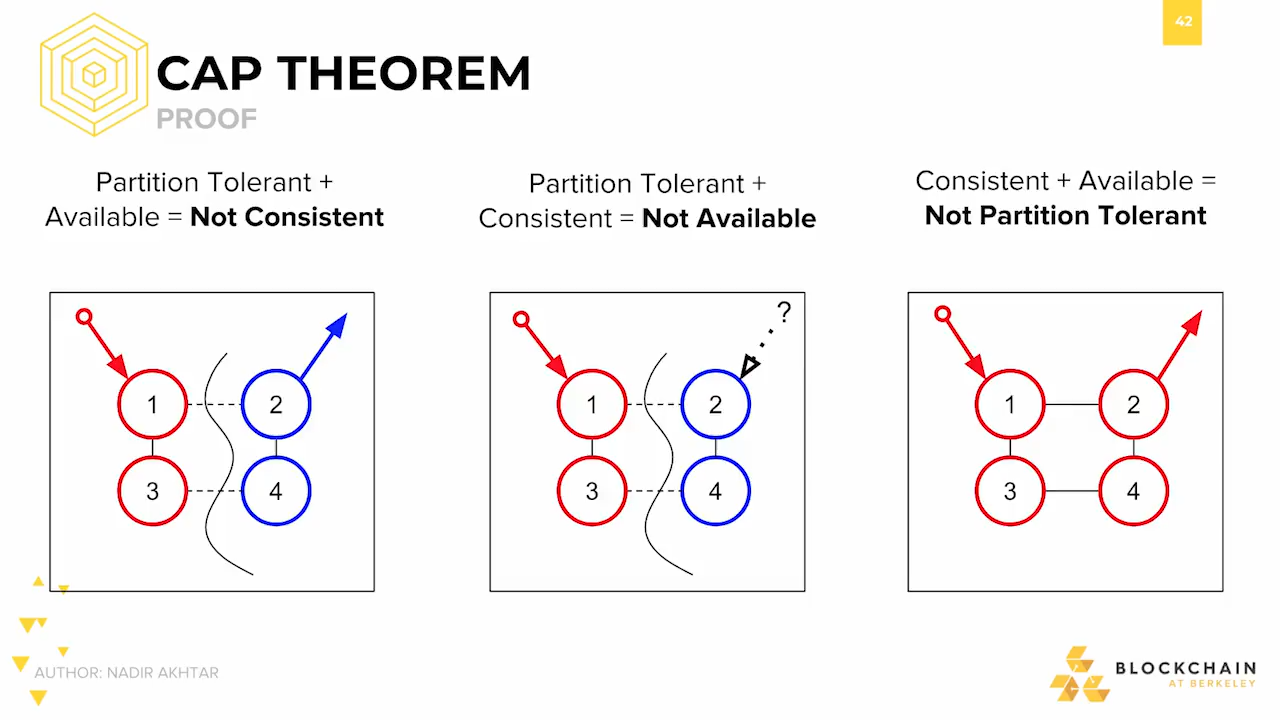 42
CAP THEOREM
PROOF
Partition Tolerant +
Available = Not Consistent
Partition Tolerant +
Consistent = Not Available
Consistent + Available =
Not Partition Tolerant
1
2
3
4
?
1
2
3
4
1
2
3
4
AUTHOR: NADIR AKHTAR
BLOCKCHAIN
AT BERKELEY